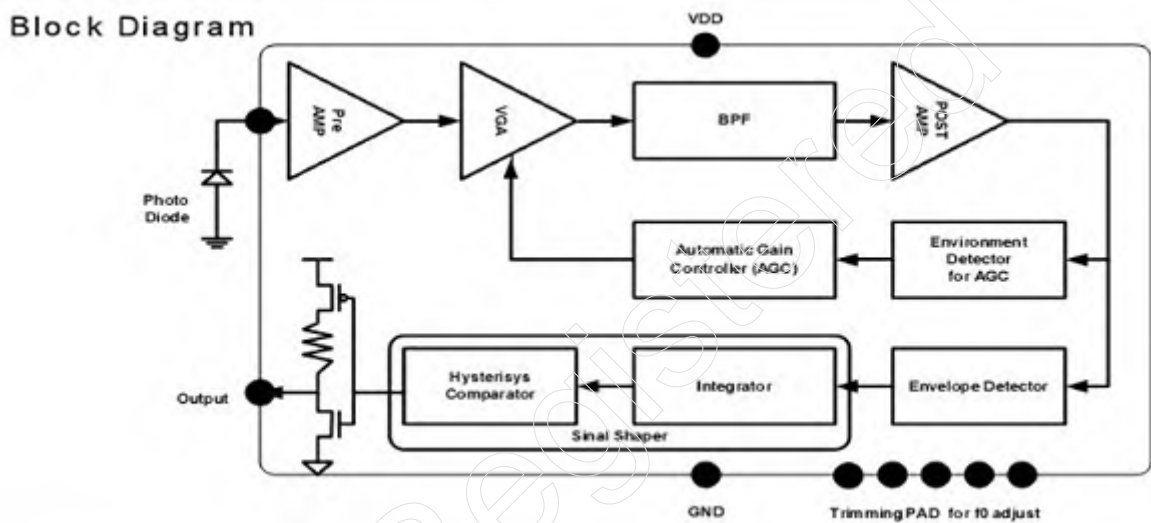 Block Diagram
VDD
Pre
AMP
VGA
BPF
POST
AMP
Photo
Diode
Automatic Gain
Controller (AGC)
Environment
Detector
for AGC
Hysterisys
Comparator
Integrator
Envelope Detector
Output
Sinal Shaper
GND
Trimming PAD for f0 adjust
registered